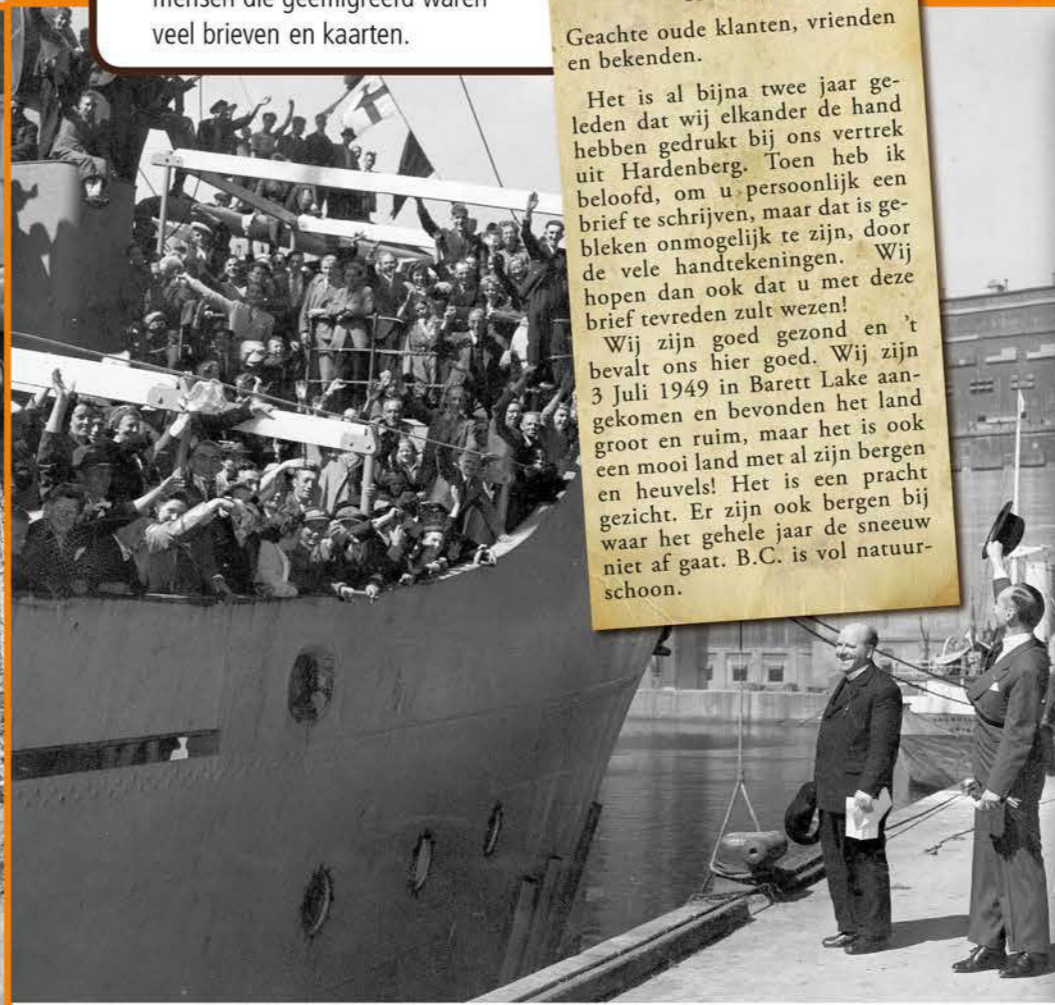 mensen die geëmigreerd waren
veel brieven en kaarten.
Geachte oude klanten, vrienden
en bekenden.
Het is al bijna twee jaar ge-
leden dat wij elkander de hand
hebben gedrukt bij ons vertrek
uit Hardenberg. Toen heb ik
beloofd, om u persoonlijk een
brief te schrijven, maar dat is ge-
bleken onmogelijk te zijn, door
de vele handtekeningen. Wij
hopen dan ook dat u met deze
brief tevreden zult wezen!
Wij zijn goed gezond en 't
bevalt ons hier goed. Wij zijn
3 Juli 1949 in Barett Lake aan-
gekomen en bevonden het land
groot en ruim, maar het is ook
een mooi land met al zijn bergen
en heuvels! Het is een pracht
gezicht. Er zijn ook bergen bij
waar het gehele jaar de sneeuw
niet af gaat. B.C. is vol natuur-
schoon.